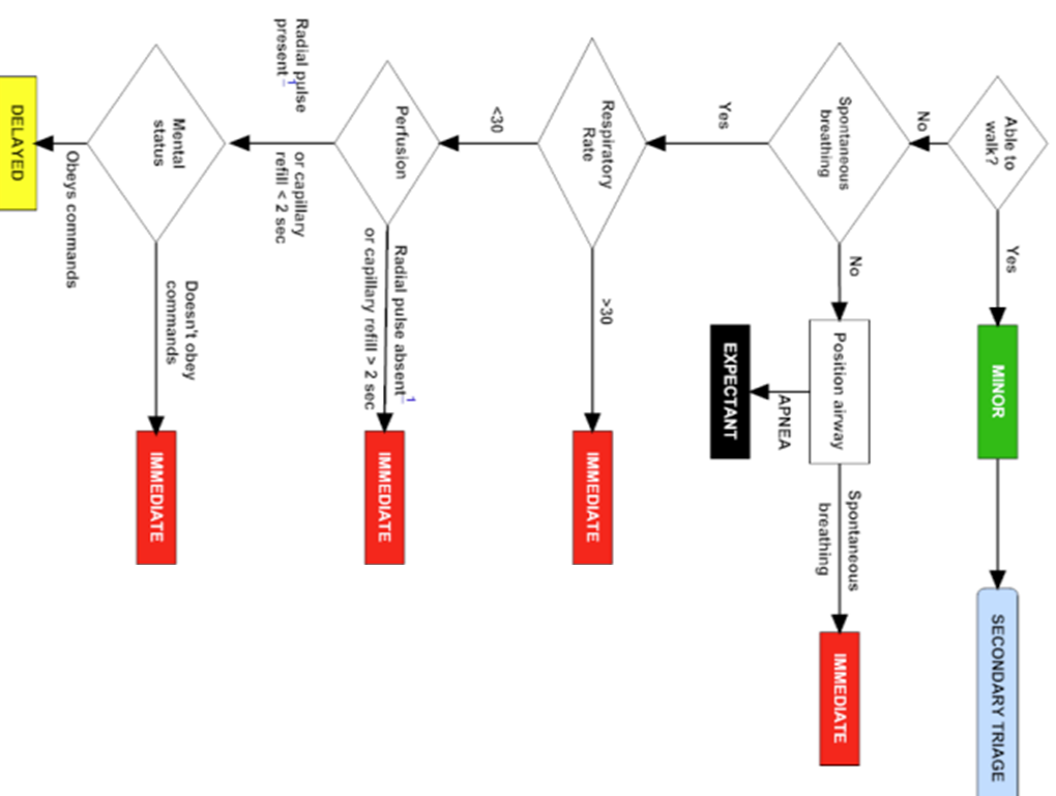 Able to
walk?
Yes
MINOR
SECONDARY TRIAGE
No
Spontaneous
breathing
No
Position airway
Spontaneous
breathing
IMMEDIATE
APNEA
EXPECTANT
Yes
Respiratory
Rate
>30
IMMEDIATE
<30
Perfusion
Radial pulse absent1
or capillary refill > 2 sec
IMMEDIATE
Radial pulse
present1
or capillary
refill < 2 sec
Mental
status
Doesn't obey
commands
IMMEDIATE
Obeys commands
DELAYED